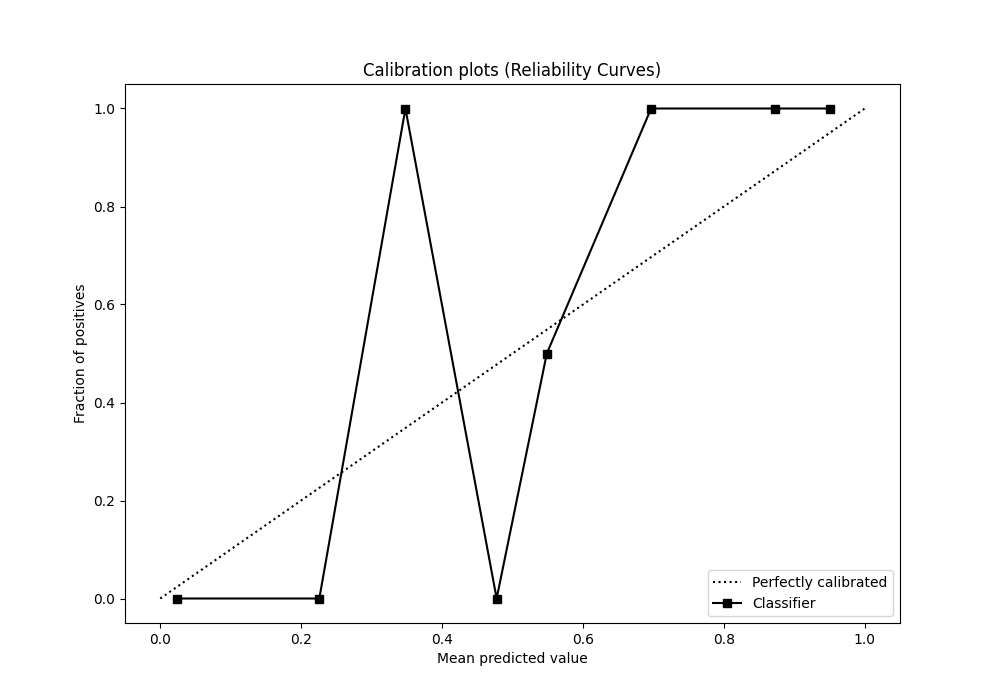 Calibration plots (Reliability Curves)
Fraction of positives
1.0
0.8
0.6
0.4
0.2
0.0
Perfectly calibrated
Classifier
0.0 0.2 0.4 0.6 0.8 1.0
Mean predicted value